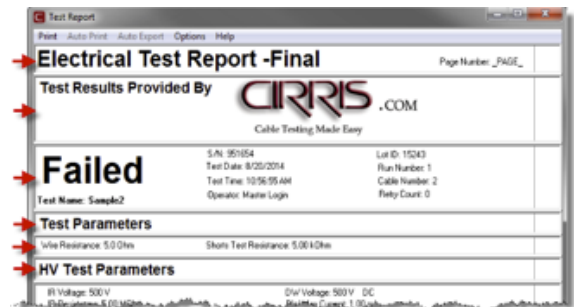 Test Report
Print Auto Print Auto Export Options Help
Electrical Test Report -Final
Page Number: _PAGE_
Test Results Provided By
CIRRIS .COM
Cable Testing Made Easy
Failed
Test Name: Sample2
S/N: 951654
Test Date: 8/20/2014
Test Time: 10:56:55 AM
Operator: Master Login
Lot ID: 15243
Run Number: 1
Cable Number: 2
Retry Count: 0
Test Parameters
Wire Resistance: 5.0 Ohm Shorts Test Resistance: 5.00 kOhm
HV Test Parameters
IR Voltage: 500 V DW Voltage: 500 V DC